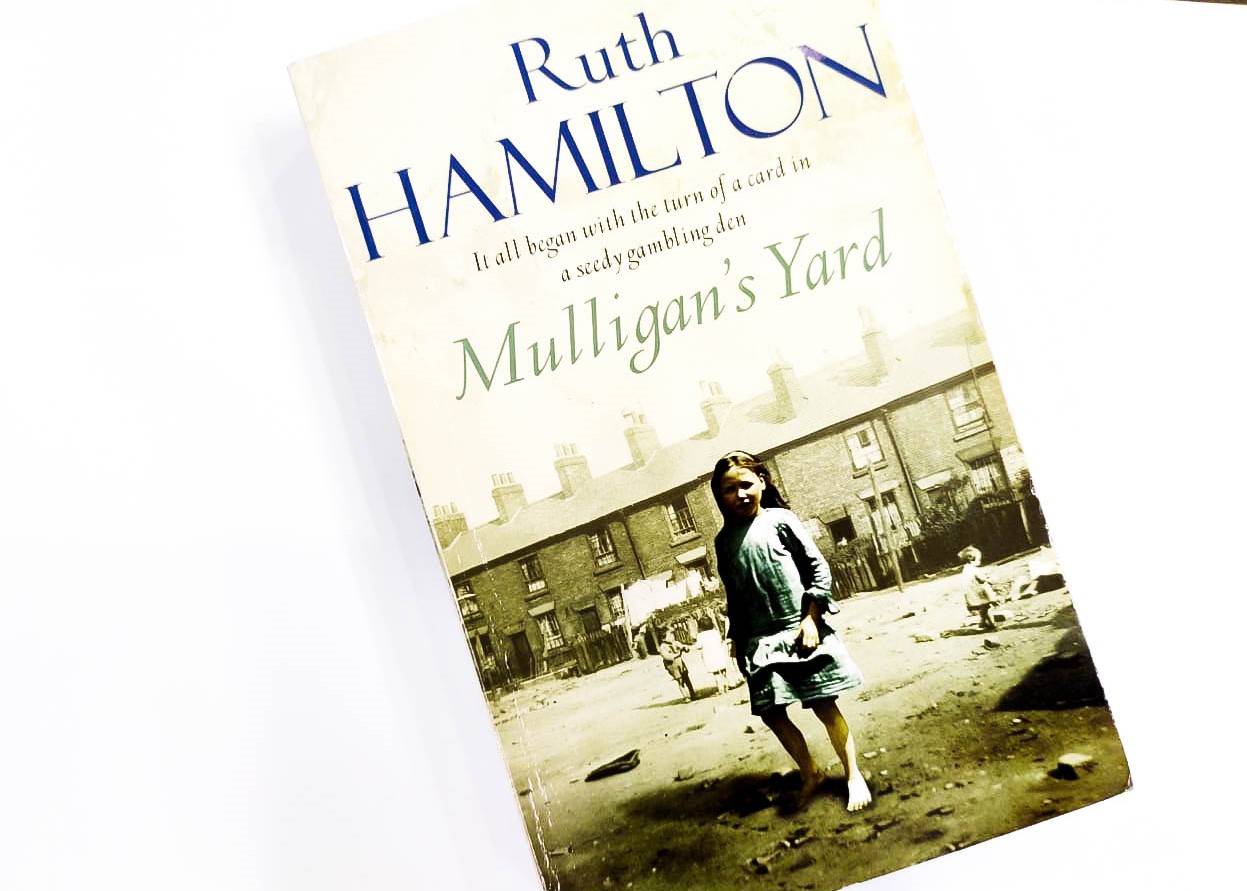 Ruth
HAMILTON
It all began with the turn of a card in
a seedy gambling den
Mulligan's Yard